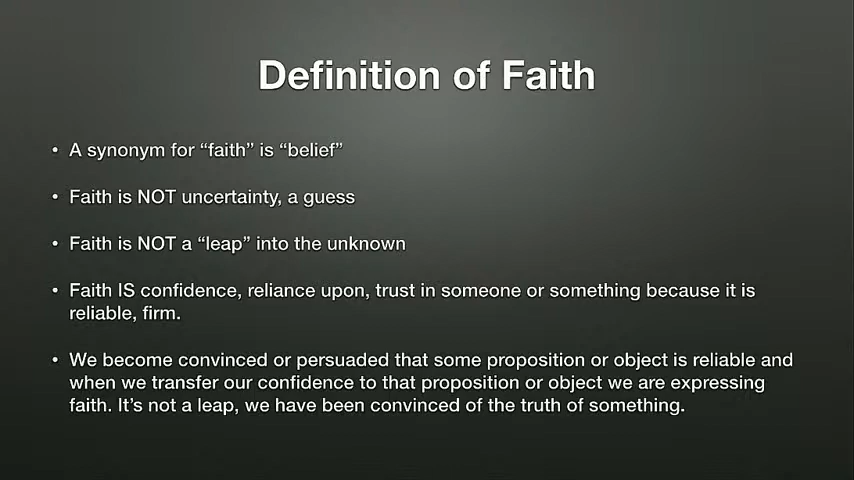 Definition of Faith
• A synonym for “faith” is “belief”
• Faith is NOT uncertainty, a guess
• Faith is NOT a “leap” into the unknown
• Faith IS confidence, reliance upon, trust in someone or something because it is
reliable, firm.
• We become convinced or persuaded that some proposition or object is reliable and
when we transfer our confidence to that proposition or object we are expressing
faith. It’s not a leap, we have been convinced of the truth of something.